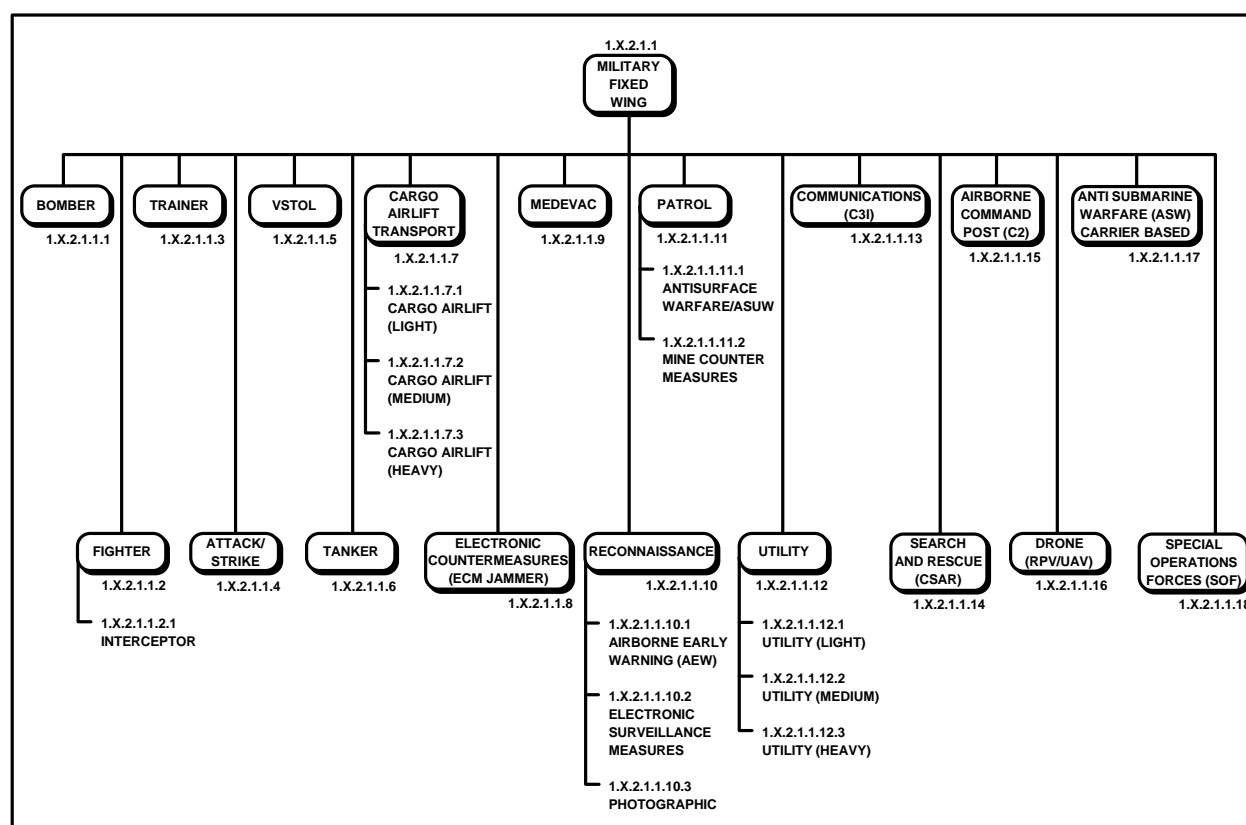 1.X.2.1.1
MILITARY
FIXED
WING
BOMBER
1.X.2.1.1.1
TRAINER
1.X.2.1.1.3
VSTOL
1.X.2.1.1.5
CARGO
AIRLIFT
TRANSPORT
1.X.2.1.1.7
1.X.2.1.1.7.1
CARGO AIRLIFT
(LIGHT)
1.X.2.1.1.7.2
CARGO AIRLIFT
(MEDIUM)
1.X.2.1.1.7.3
CARGO AIRLIFT
(HEAVY)
MEDEVAC
1.X.2.1.1.9
PATROL
1.X.2.1.1.11
1.X.2.1.1.11.1
ANTISURFACE
WARFARE/ASUW
1.X.2.1.1.11.2
MINE COUNTER
MEASURES
COMMUNICATIONS
(C3I)
1.X.2.1.1.13
AIRBORNE
COMMAND
POST (C2)
1.X.2.1.1.15
ANTI SUBMARINE
WARFARE (ASW)
CARRIER BASED
1.X.2.1.1.17
FIGHTER
1.X.2.1.1.2
1.X.2.1.1.2.1
INTERCEPTOR
ATTACK/
STRIKE
1.X.2.1.1.4
TANKER
1.X.2.1.1.6
ELECTRONIC
COUNTERMEASURES
(ECM JAMMER)
1.X.2.1.1.8
RECONNAISSANCE
1.X.2.1.1.10
1.X.2.1.1.10.1
AIRBORNE EARLY
WARNING (AEW)
1.X.2.1.1.10.2
ELECTRONIC
SURVEILLANCE
MEASURES
1.X.2.1.1.10.3
PHOTOGRAPHIC
UTILITY
1.X.2.1.1.12
1.X.2.1.1.12.1
UTILITY (LIGHT)
1.X.2.1.1.12.2
UTILITY (MEDIUM)
1.X.2.1.1.12.3
UTILITY (HEAVY)
SEARCH
AND RESCUE
(CSAR)
1.X.2.1.1.14
DRONE
(RPV/UAV)
1.X.2.1.1.16
SPECIAL
OPERATIONS
FORCES (SOF)
1.X.2.1.1.18